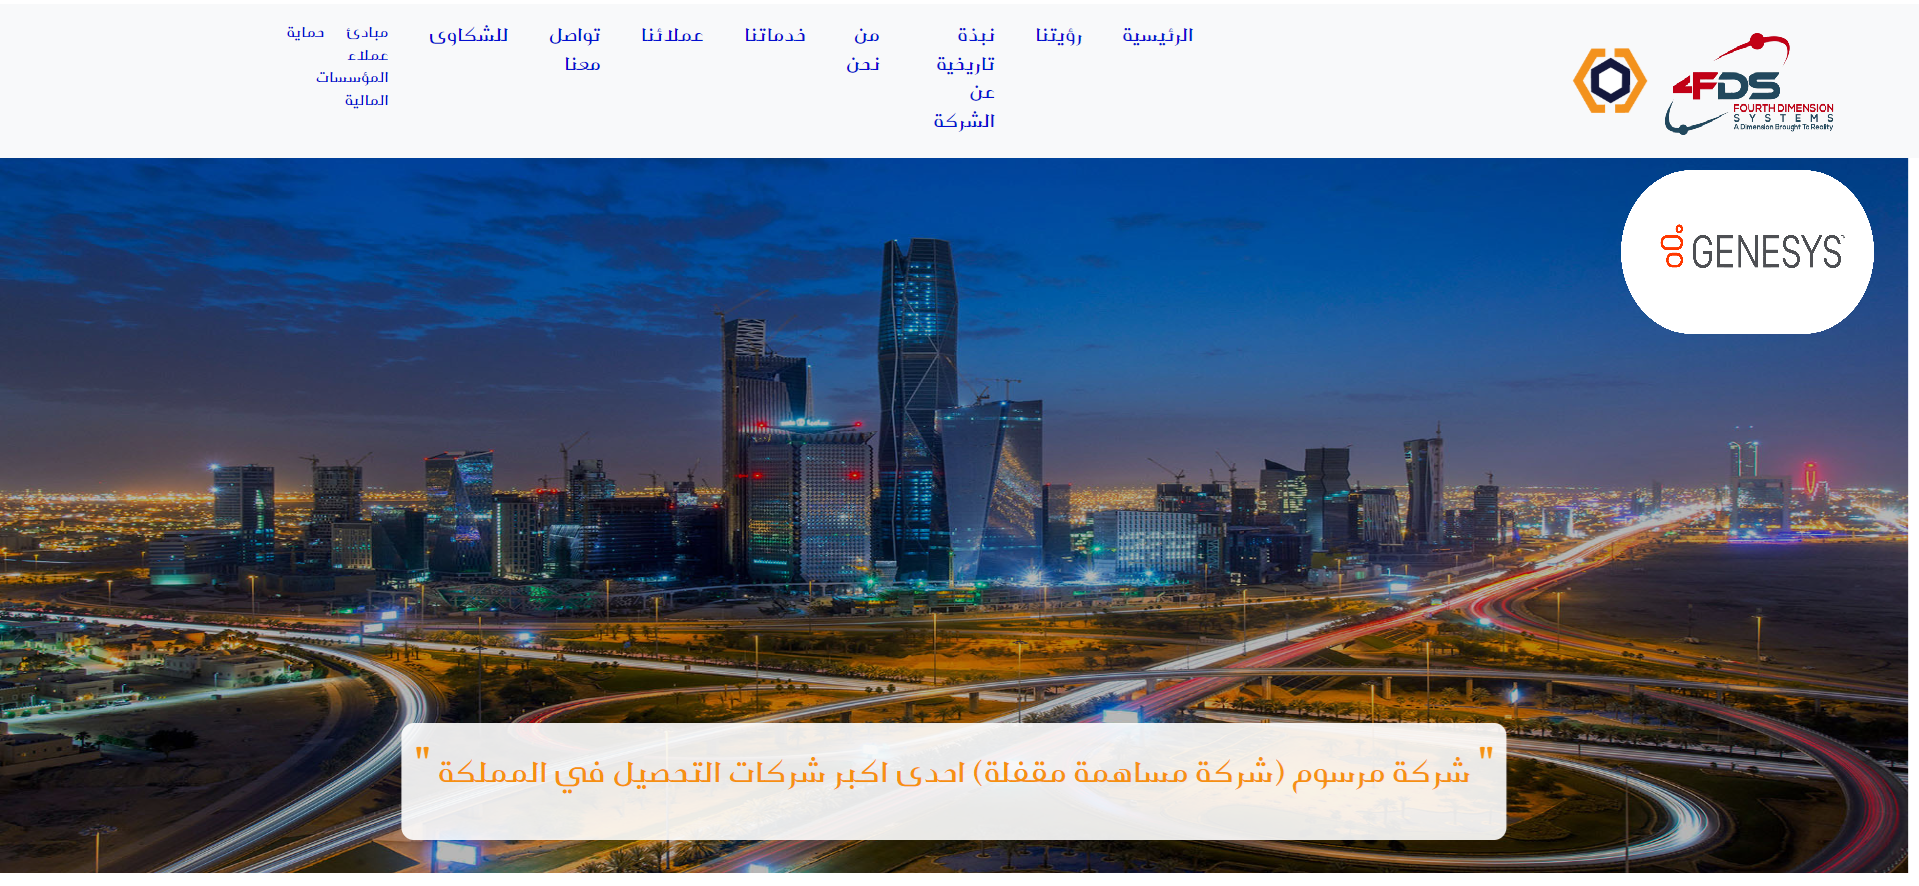 4FDS
FOURTH DIMENSION
SYSTEMS
A Dimension Brought To Reality
الرئيسية
رؤيتنا
نبذة
تاريخية
عن
الشركة
من
نحن
خدماتنا
عملائنا
تواصل
معنا
للشكاوى
مبادئ حماية
عملاء
المؤسسات
المالية
GENESYS
" شركة مرسوم (شركة مساهمة مقفلة) احدى اكبر شركات التحصيل في المملكة "